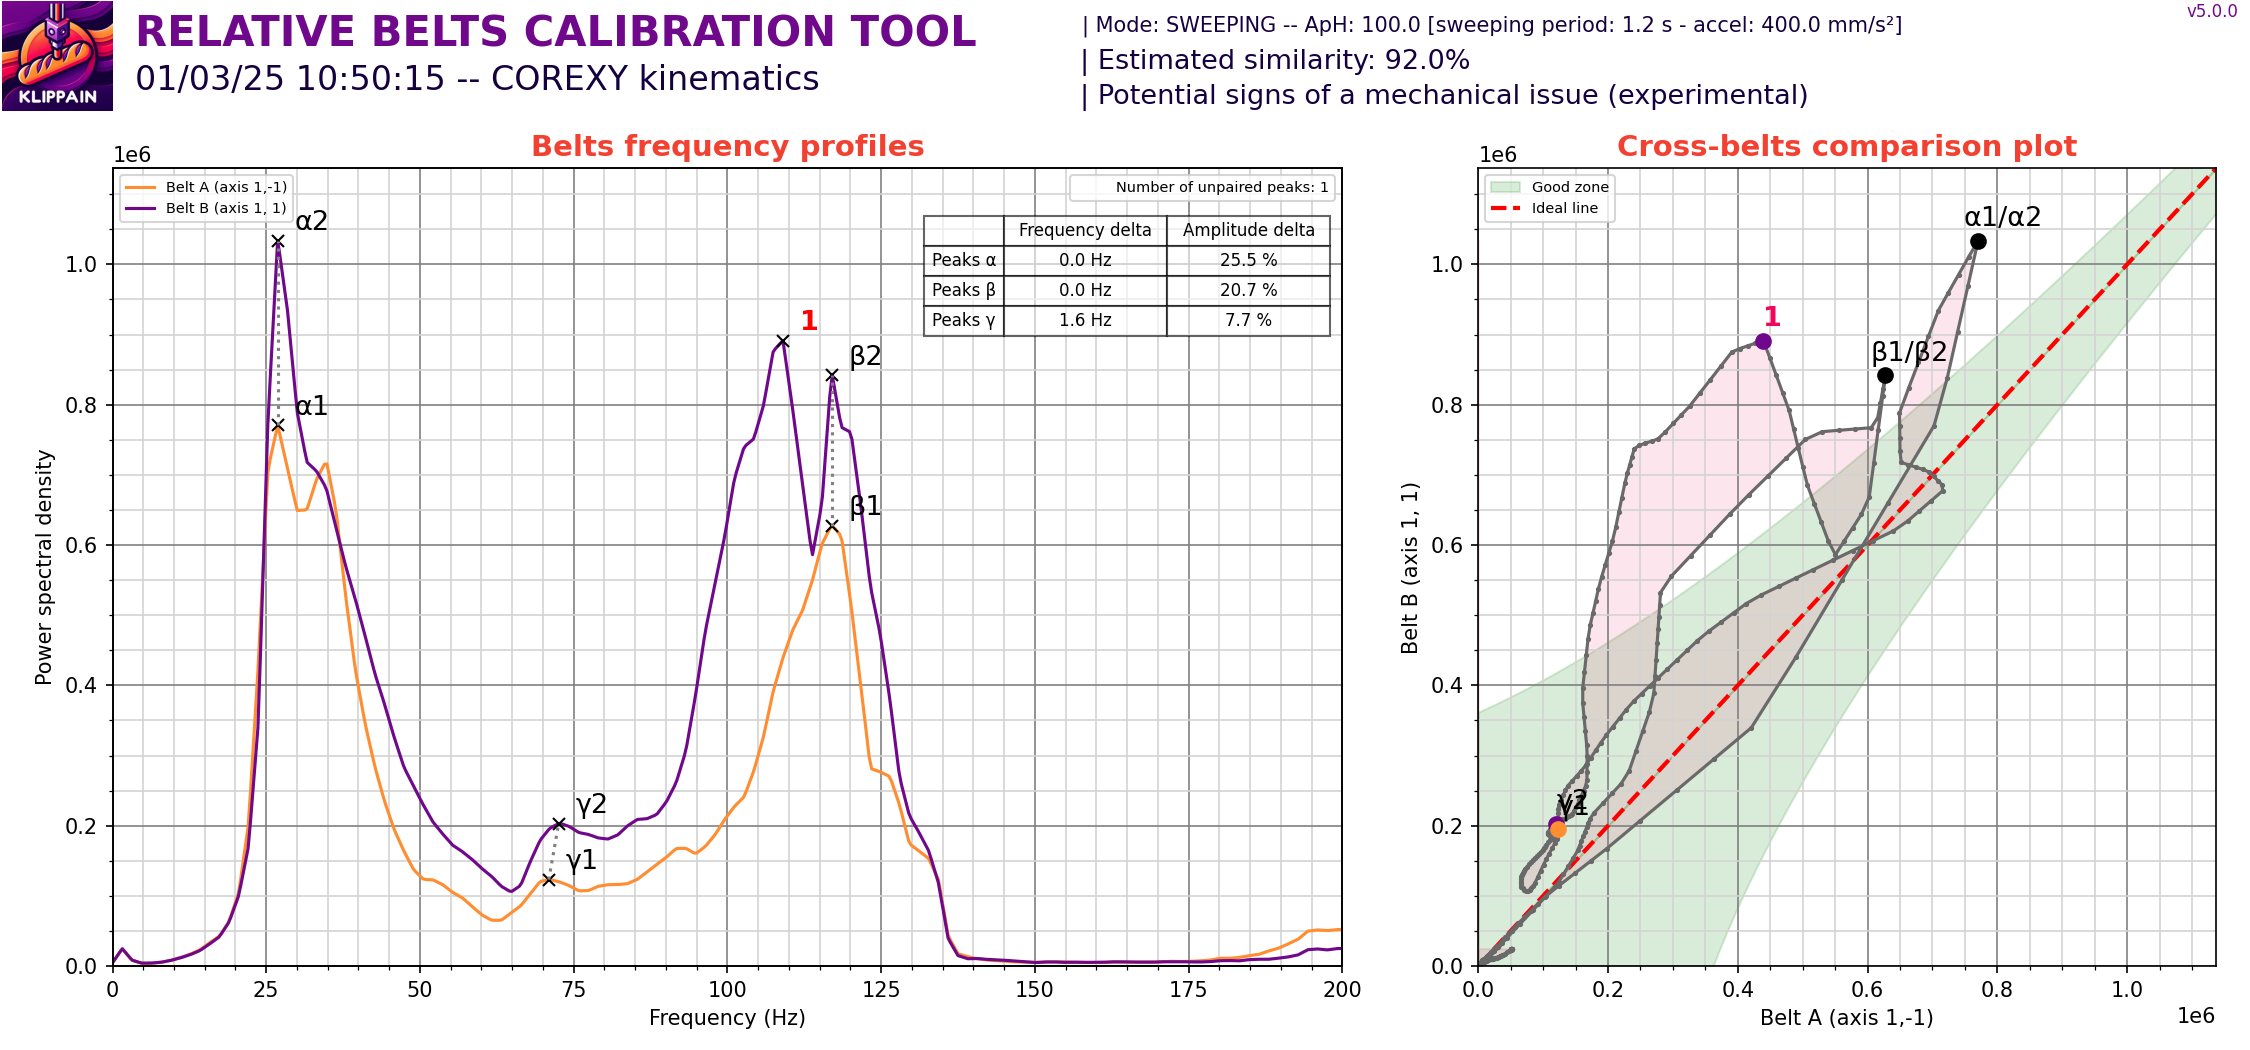 KLIPPAIN
RELATIVE BELTS CALIBRATION TOOL
01/03/25 10:50:15 -- COREXY kinematics
| Mode: SWEEPING -- ApH: 100.0 [sweeping period: 1.2 s - accel: 400.0 mm/s²]
| Estimated similarity: 92.0%
| Potential signs of a mechanical issue (experimental)
v5.0.0
Belts frequency profiles
1e6
Belt A (axis 1,-1)
Belt B (axis 1, 1)
Number of unpaired peaks: 1
Frequency delta Amplitude delta
Peaks α 0.0 Hz 25.5 %
Peaks β 0.0 Hz 20.7 %
Peaks γ 1.6 Hz 7.7 %
α2
α1
1
β2
β1
γ2
γ1
Power spectral density
1.0
0.8
0.6
0.4
0.2
0.0
0 25 50 75 100 125 150 175 200
Frequency (Hz)
Cross-belts comparison plot
1e6
Good zone
Ideal line
α1/α2
1
β1/β2
γ2
γ1
Belt B (axis 1, 1)
1.0
0.8
0.6
0.4
0.2
0.0
0.0 0.2 0.4 0.6 0.8 1.0
Belt A (axis 1,-1)
1e6